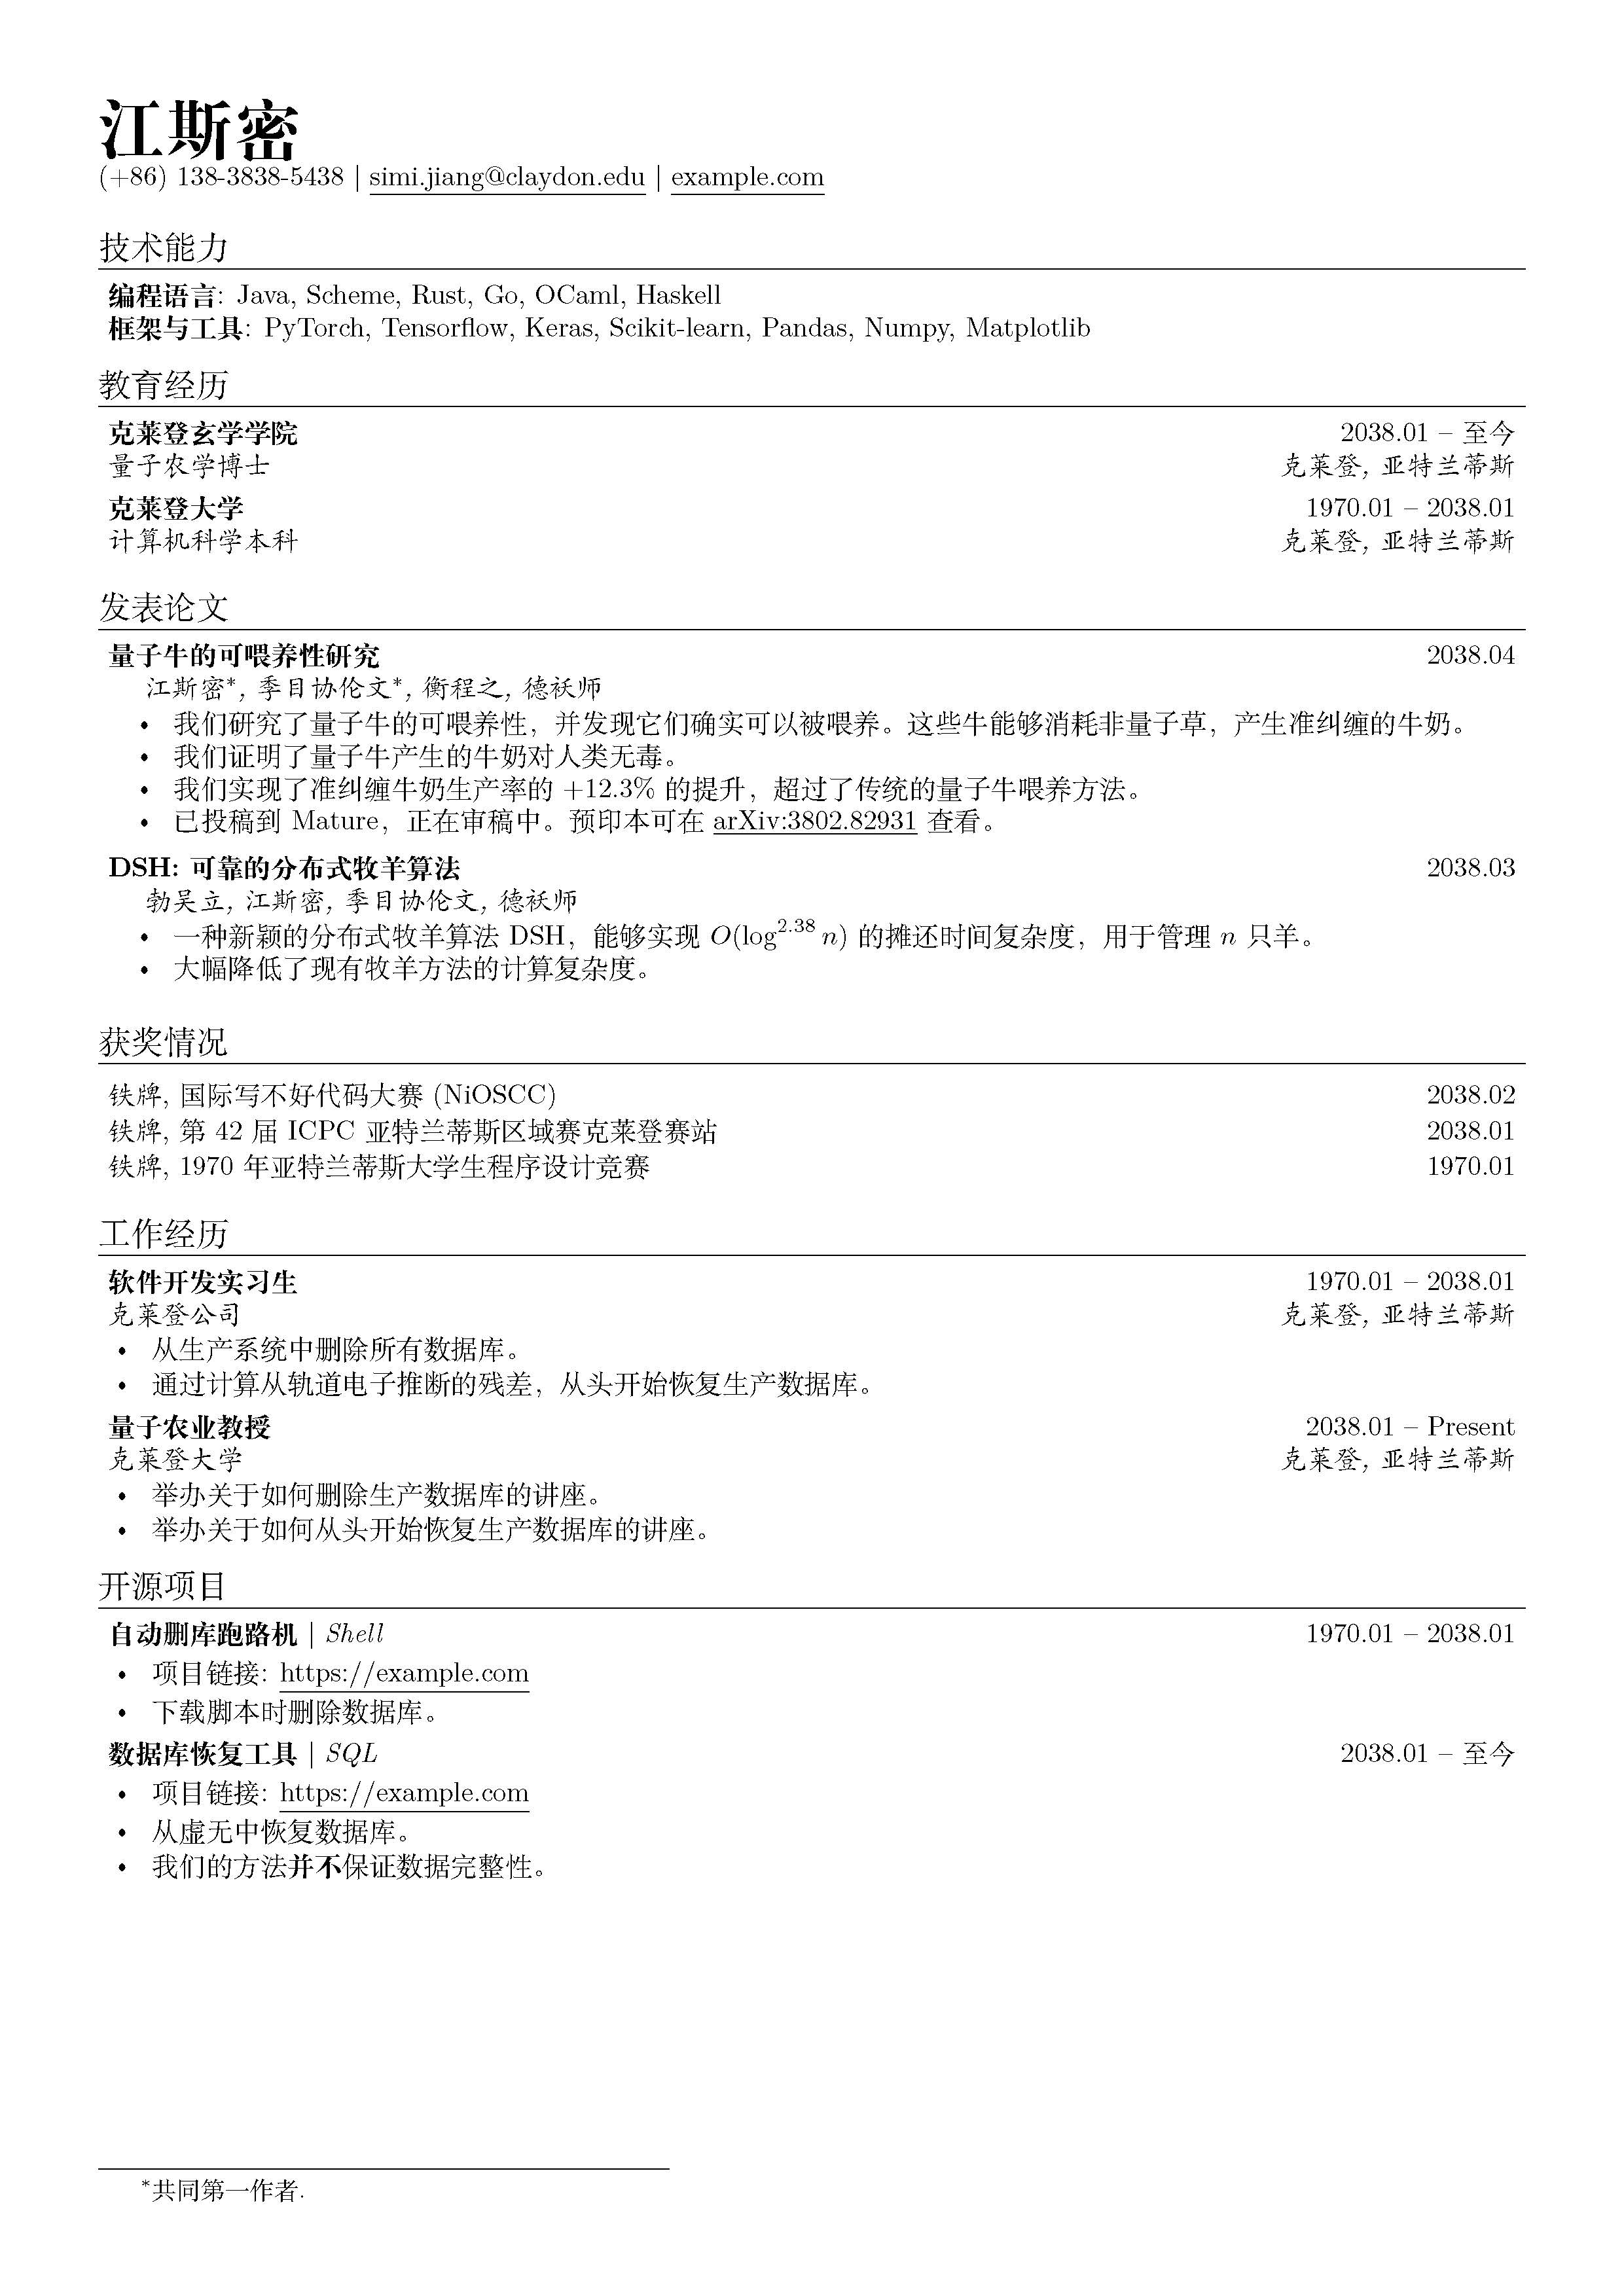 江斯密
(+86) 138-3838-5438 | simi.jiang@claydon.edu | example.com
技术能力
编程语言: Java, Scheme, Rust, Go, OCaml, Haskell
框架与工具: PyTorch, Tensorflow, Keras, Scikit-learn, Pandas, Numpy, Matplotlib
教育经历
克莱登玄学学院 2038.01 – 至今
量子农学博士 克莱登, 亚特兰蒂斯
克莱登大学 1970.01 – 2038.01
计算机科学本科 克莱登, 亚特兰蒂斯
发表论文
量子牛的可喂养性研究 2038.04
江斯密*, 季目协伦文*, 衡程之, 德袄师
• 我们研究了量子牛的可喂养性，并发现它们确实可以被喂养。这些牛能够消耗非量子草，产生准纠缠的牛奶。
• 我们证明了量子牛产生的牛奶对人类无毒。
• 我们实现了准纠缠牛奶生产率的 +12.3% 的提升，超过了传统的量子牛喂养方法。
• 已投稿到 Mature，正在审稿中。预印本可在 arXiv:3802.82931 查看。
DSH: 可靠的分布式牧羊算法 2038.03
勃吴立, 江斯密, 季目协伦文, 德袄师
• 一种新颖的分布式牧羊算法 DSH，能够实现 O(log^2.38 n) 的摊还时间复杂度，用于管理 n 只羊。
• 大幅降低了现有牧羊方法的计算复杂度。
获奖情况
铁牌, 国际写不好代码大赛 (NiOSCC) 2038.02
铁牌, 第 42 届 ICPC 亚特兰蒂斯区域赛克莱登赛站 2038.01
铁牌, 1970 年亚特兰蒂斯大学生程序设计竞赛 1970.01
工作经历
软件开发实习生 1970.01 – 2038.01
克莱登公司 克莱登, 亚特兰蒂斯
• 从生产系统中删除所有数据库。
• 通过计算从轨道电子推断的残差，从头开始恢复生产数据库。
量子农业教授 2038.01 – Present
克莱登大学 克莱登, 亚特兰蒂斯
• 举办关于如何删除生产数据库的讲座。
• 举办关于如何从头开始恢复生产数据库的讲座。
开源项目
自动删库跑路机 | Shell 1970.01 – 2038.01
• 项目链接: https://example.com
• 下载脚本时删除数据库。
数据库恢复工具 | SQL 2038.01 – 至今
• 项目链接: https://example.com
• 从虚无中恢复数据库。
• 我们的方法并不保证数据完整性。
*共同第一作者.